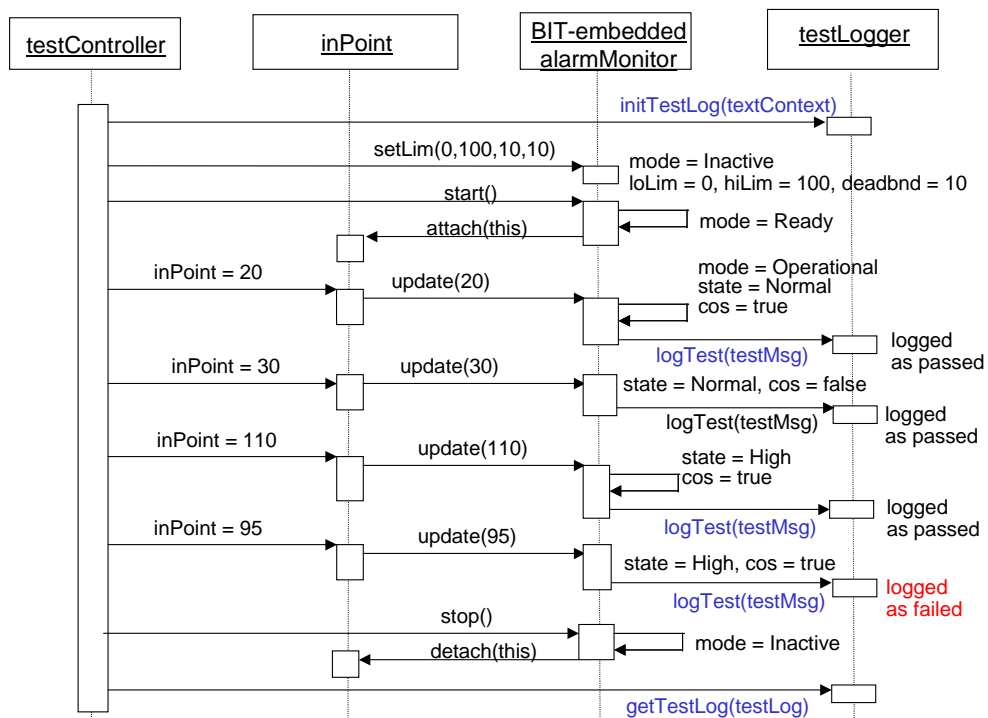 testController
inPoint
BIT-embedded
alarmMonitor
testLogger
initTestLog(textContext)
setLim(0,100,10,10)
mode = Inactive
loLim = 0, hiLim = 100, deadbnd = 10
start()
mode = Ready
attach(this)
inPoint = 20
update(20)
mode = Operational
state = Normal
cos = true
logTest(testMsg)
logged
as passed
inPoint = 30
update(30)
state = Normal, cos = false
logTest(testMsg)
logged
as passed
inPoint = 110
update(110)
state = High
cos = true
logTest(testMsg)
logged
as passed
inPoint = 95
update(95)
state = High, cos = true
logTest(testMsg)
logged
as failed
stop()
mode = Inactive
detach(this)
getTestLog(testLog)